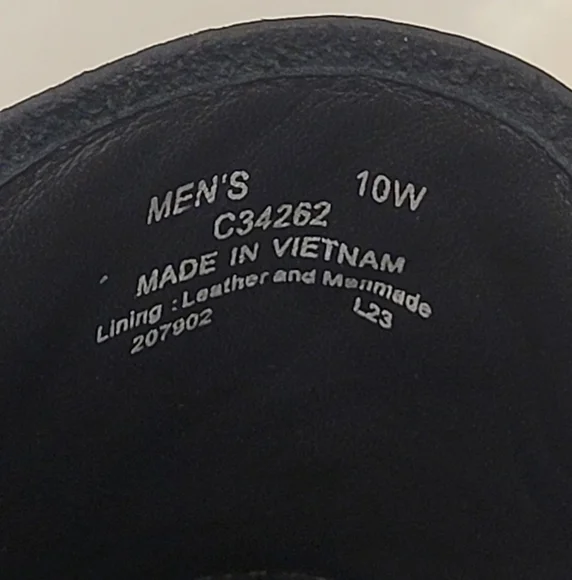 MEN'S 10W
C34262
MADE IN VIETNAM
Lining : Leather and Manmade
207902 L23